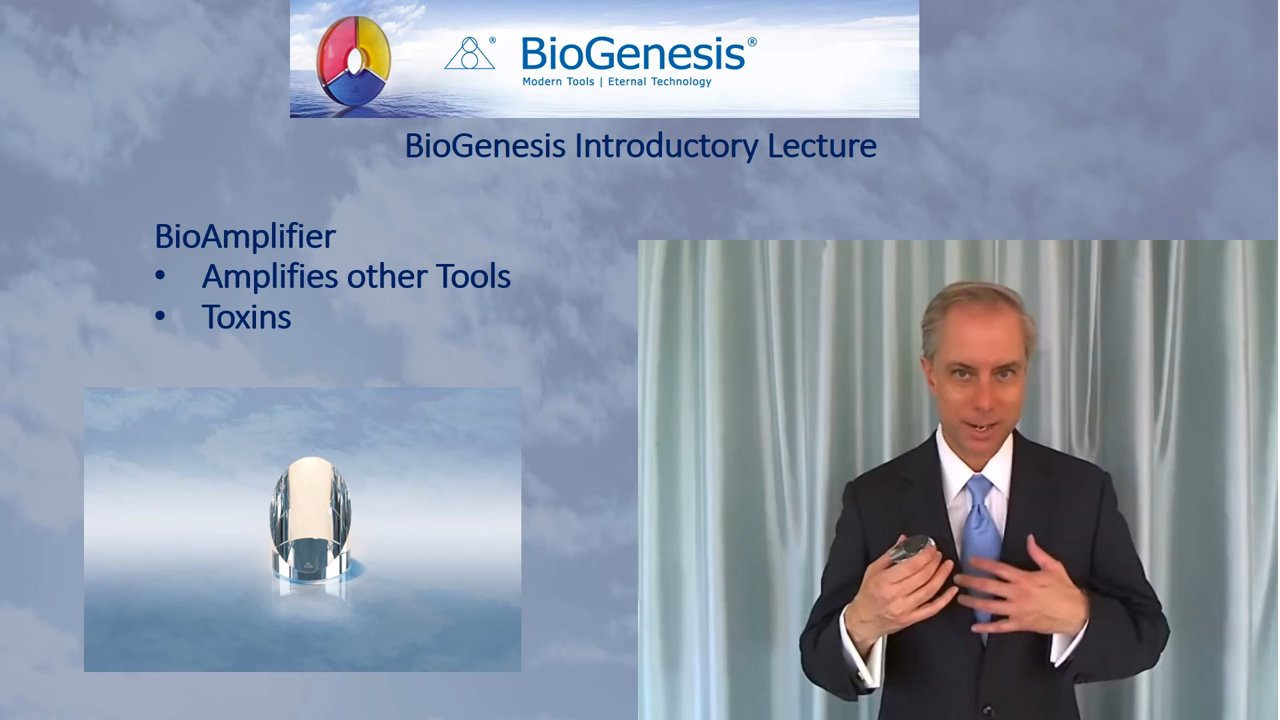 BioGenesis®
Modern Tools | Eternal Technology
BioGenesis Introductory Lecture
BioAmplifier
• Amplifies other Tools
• Toxins